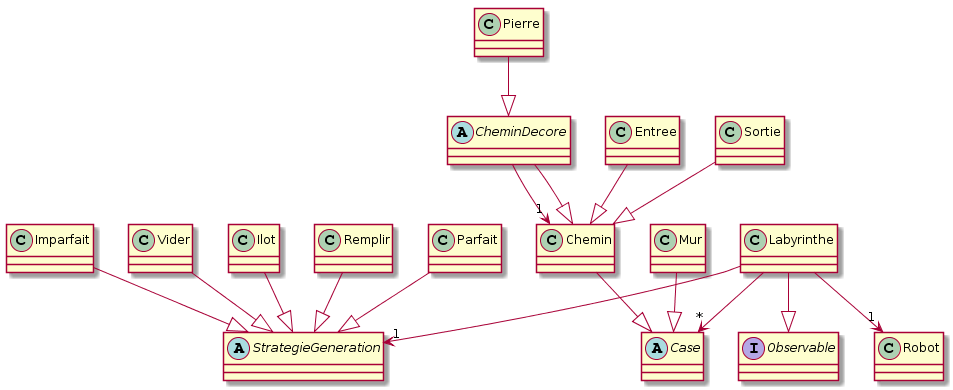 C Pierre
A CheminDecore
C Entree
C Sortie
1
C Imparfait
C Vider
C Ilot
C Remplir
C Parfait
C Chemin
C Mur
C Labyrinthe
*
1
1
A StrategieGeneration
A Case
I Observable
C Robot